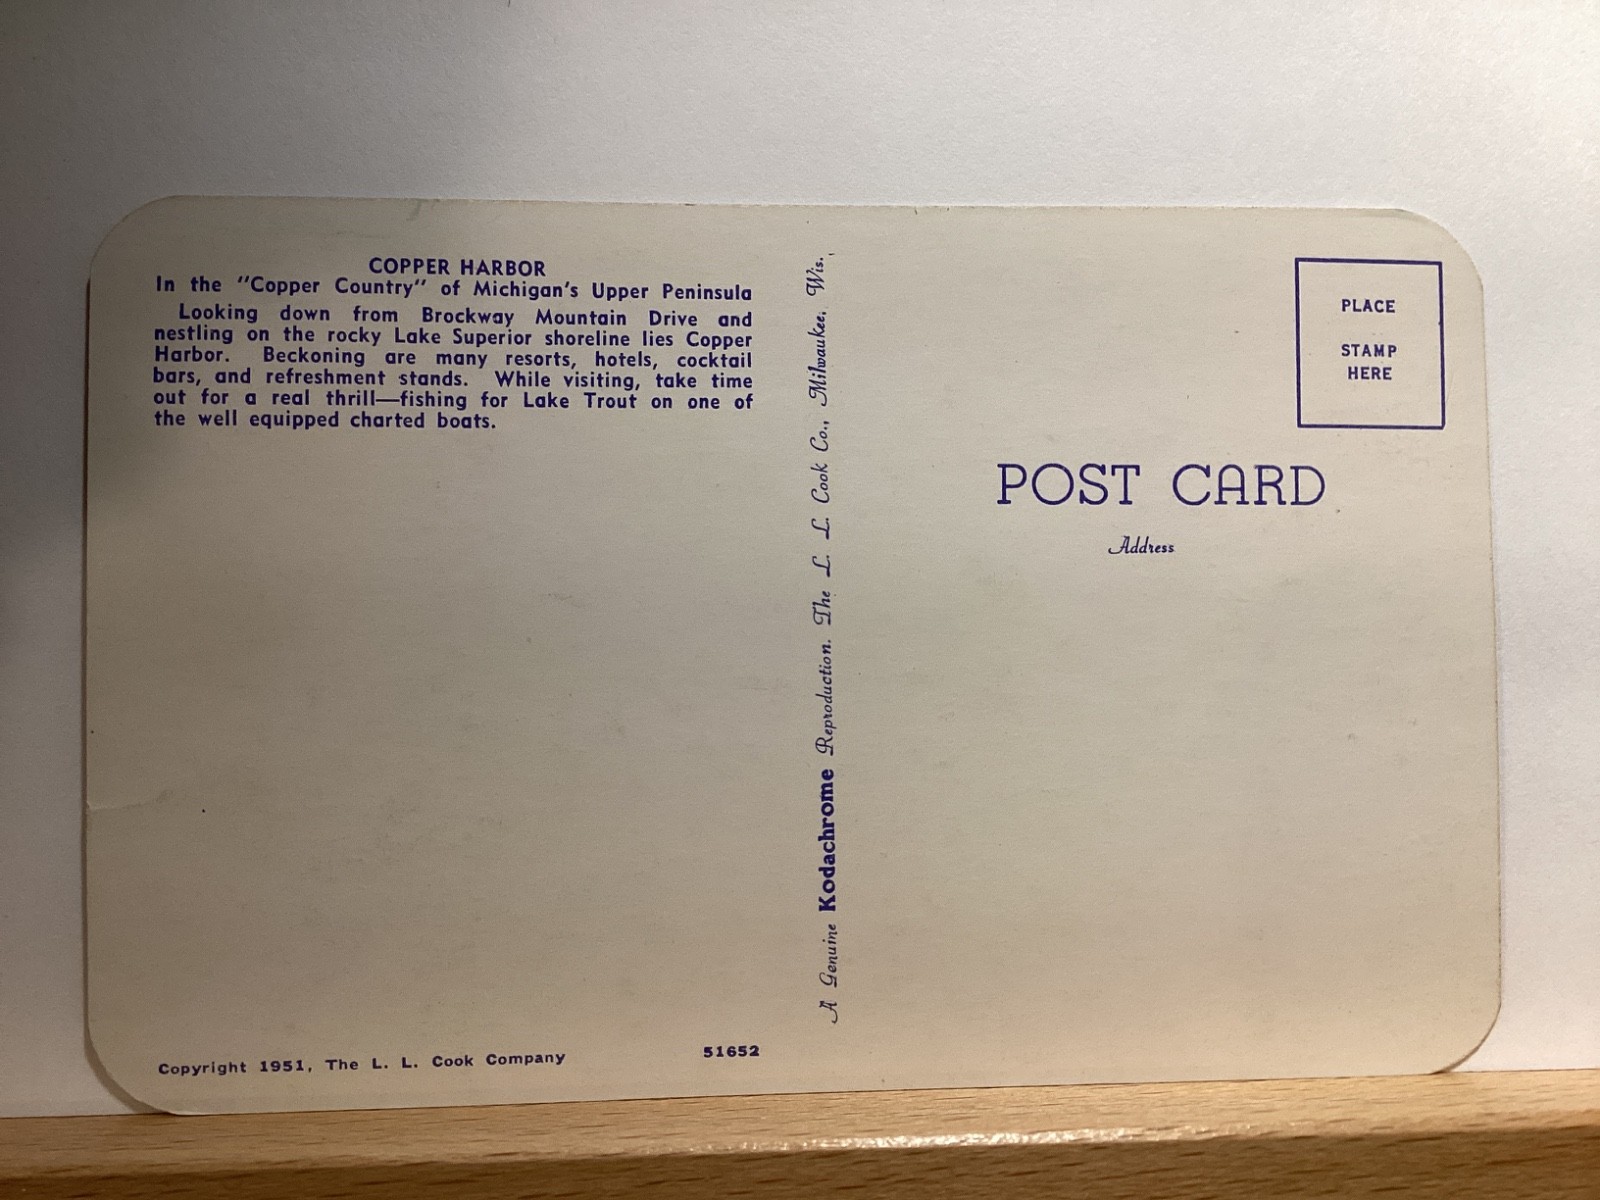 COPPER HARBOR
In the "Copper Country" of Michigan's Upper Peninsula
Looking down from Brockway Mountain Drive and
nestling on the rocky Lake Superior shoreline lies Copper
Harbor. Beckoning are many resorts, hotels, cocktail
bars, and refreshment stands. While visiting, take time
out for a real thrill—fishing for Lake Trout on one of
the well equipped charted boats.
Copyright 1951, The L. L. Cook Company
51652
A Genuine Kodachrome Reproduction. The L. L. Cook Co., Milwaukee, Wis.
PLACE
STAMP
HERE
POST CARD
Address